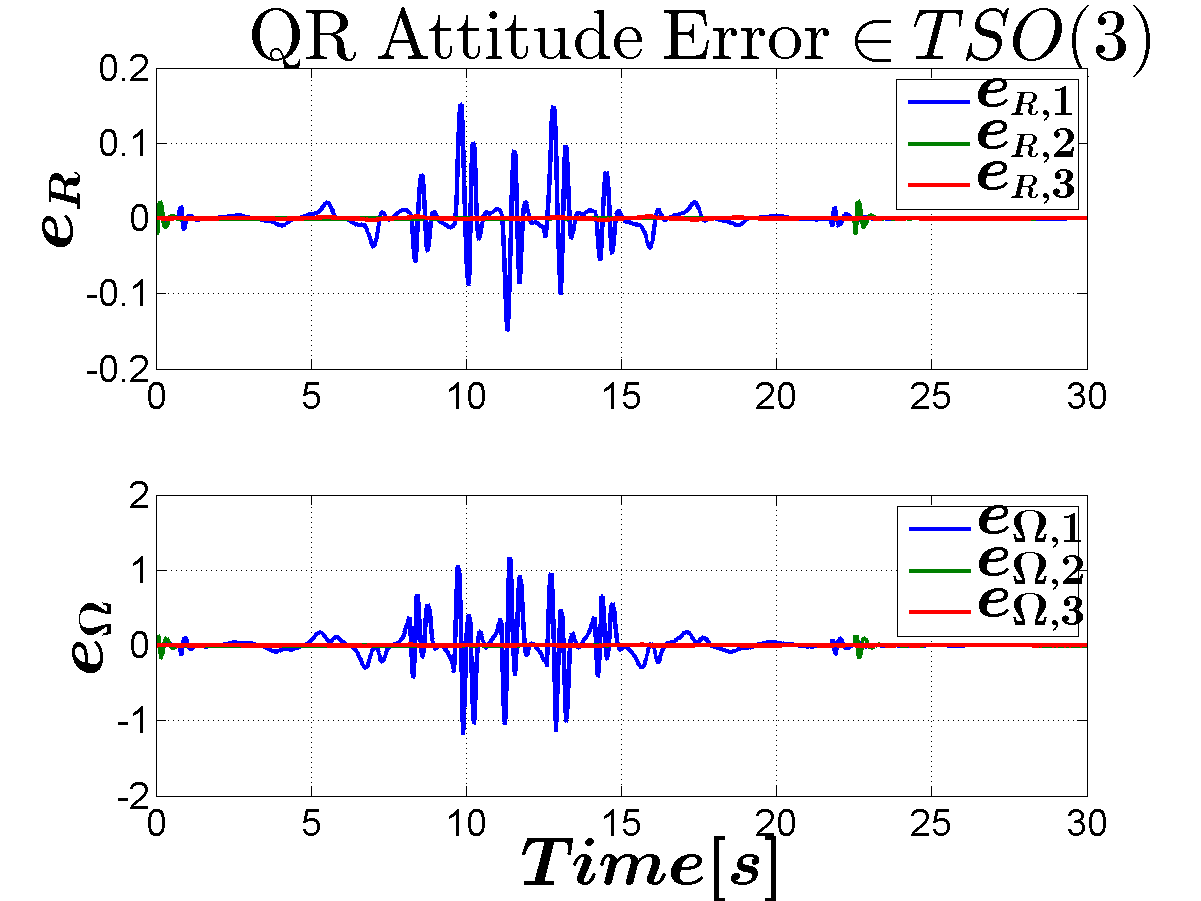 QR Attitude Error ∈ TSO(3)
0.2
0.1
0
-0.1
-0.2
e_R
e_{R,1}
e_{R,2}
e_{R,3}
0 5 10 15 20 25 30
2
1
0
-1
-2
e_Ω
e_{Ω,1}
e_{Ω,2}
e_{Ω,3}
0 5 10 15 20 25 30
Time[s]